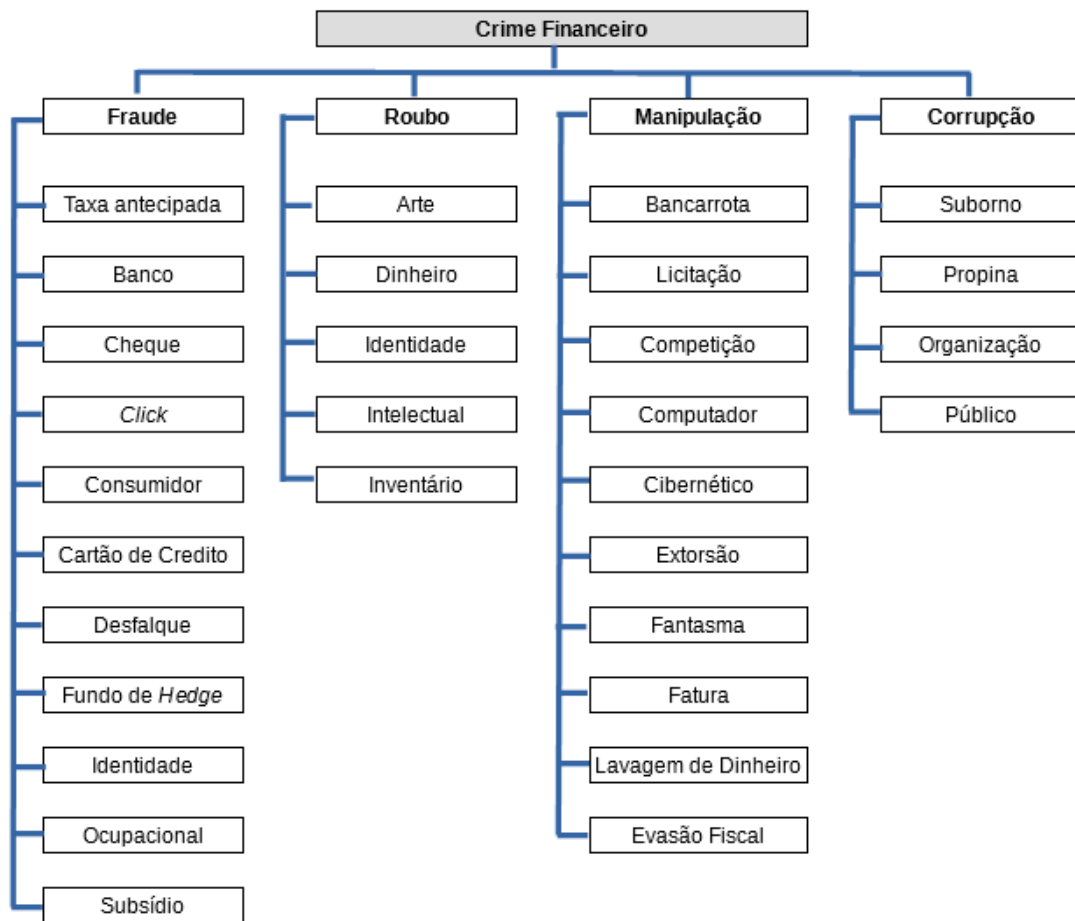 Crime Financeiro
Fraude
Taxa antecipada
Banco
Cheque
Click
Consumidor
Cartão de Credito
Desfalque
Fundo de Hedge
Identidade
Ocupacional
Subsídio
Roubo
Arte
Dinheiro
Identidade
Intelectual
Inventário
Manipulação
Bancarrota
Licitação
Competição
Computador
Cibernético
Extorsão
Fantasma
Fatura
Lavagem de Dinheiro
Evasão Fiscal
Corrupção
Suborno
Propina
Organização
Público